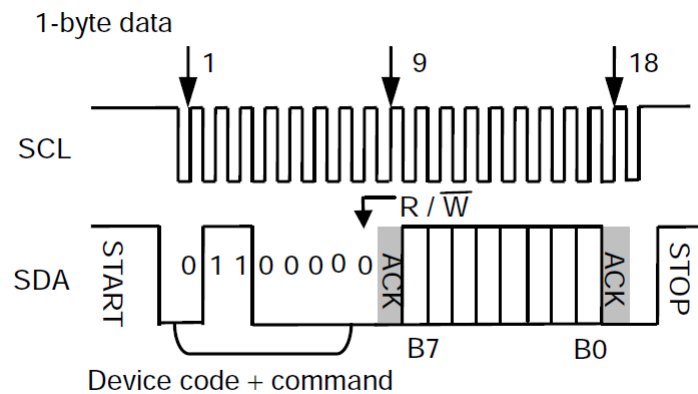 1-byte data
1 9 18
SCL
R / W
START 0 1 1 0 0 0 0 0 ACK ACK STOP
SDA
B7 B0
Device code + command